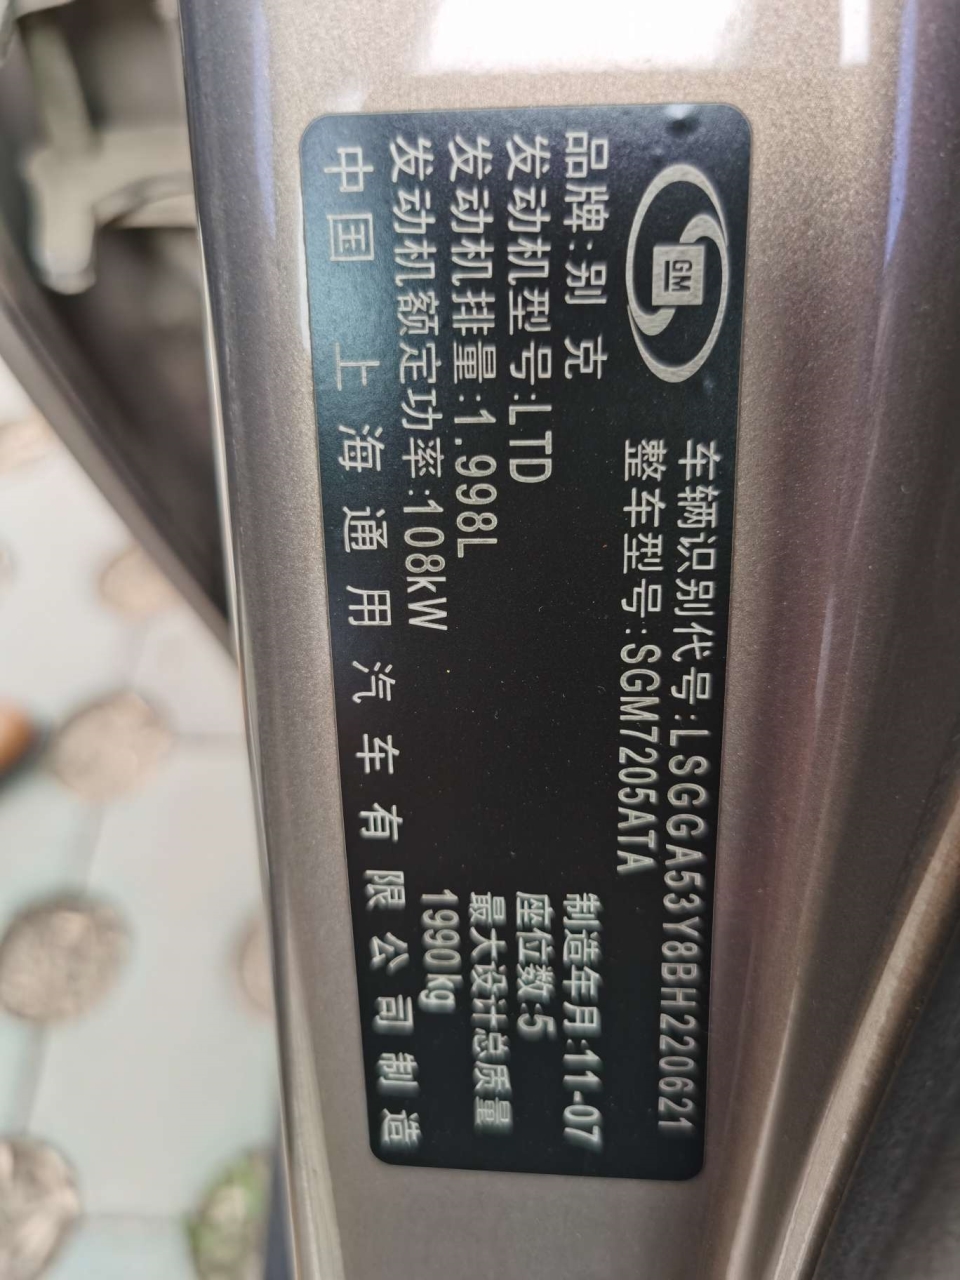 GM
车辆识别代号:LSGGA53Y8BH220621
整车型号:SGM7205ATA
品牌:别克
制造年月:11-07
发动机型号:LTD
座位数:5
发动机排量:1.998L
最大设计总质量
发动机额定功率:108kW
1990kg
中国上海通用汽车有限公司制造